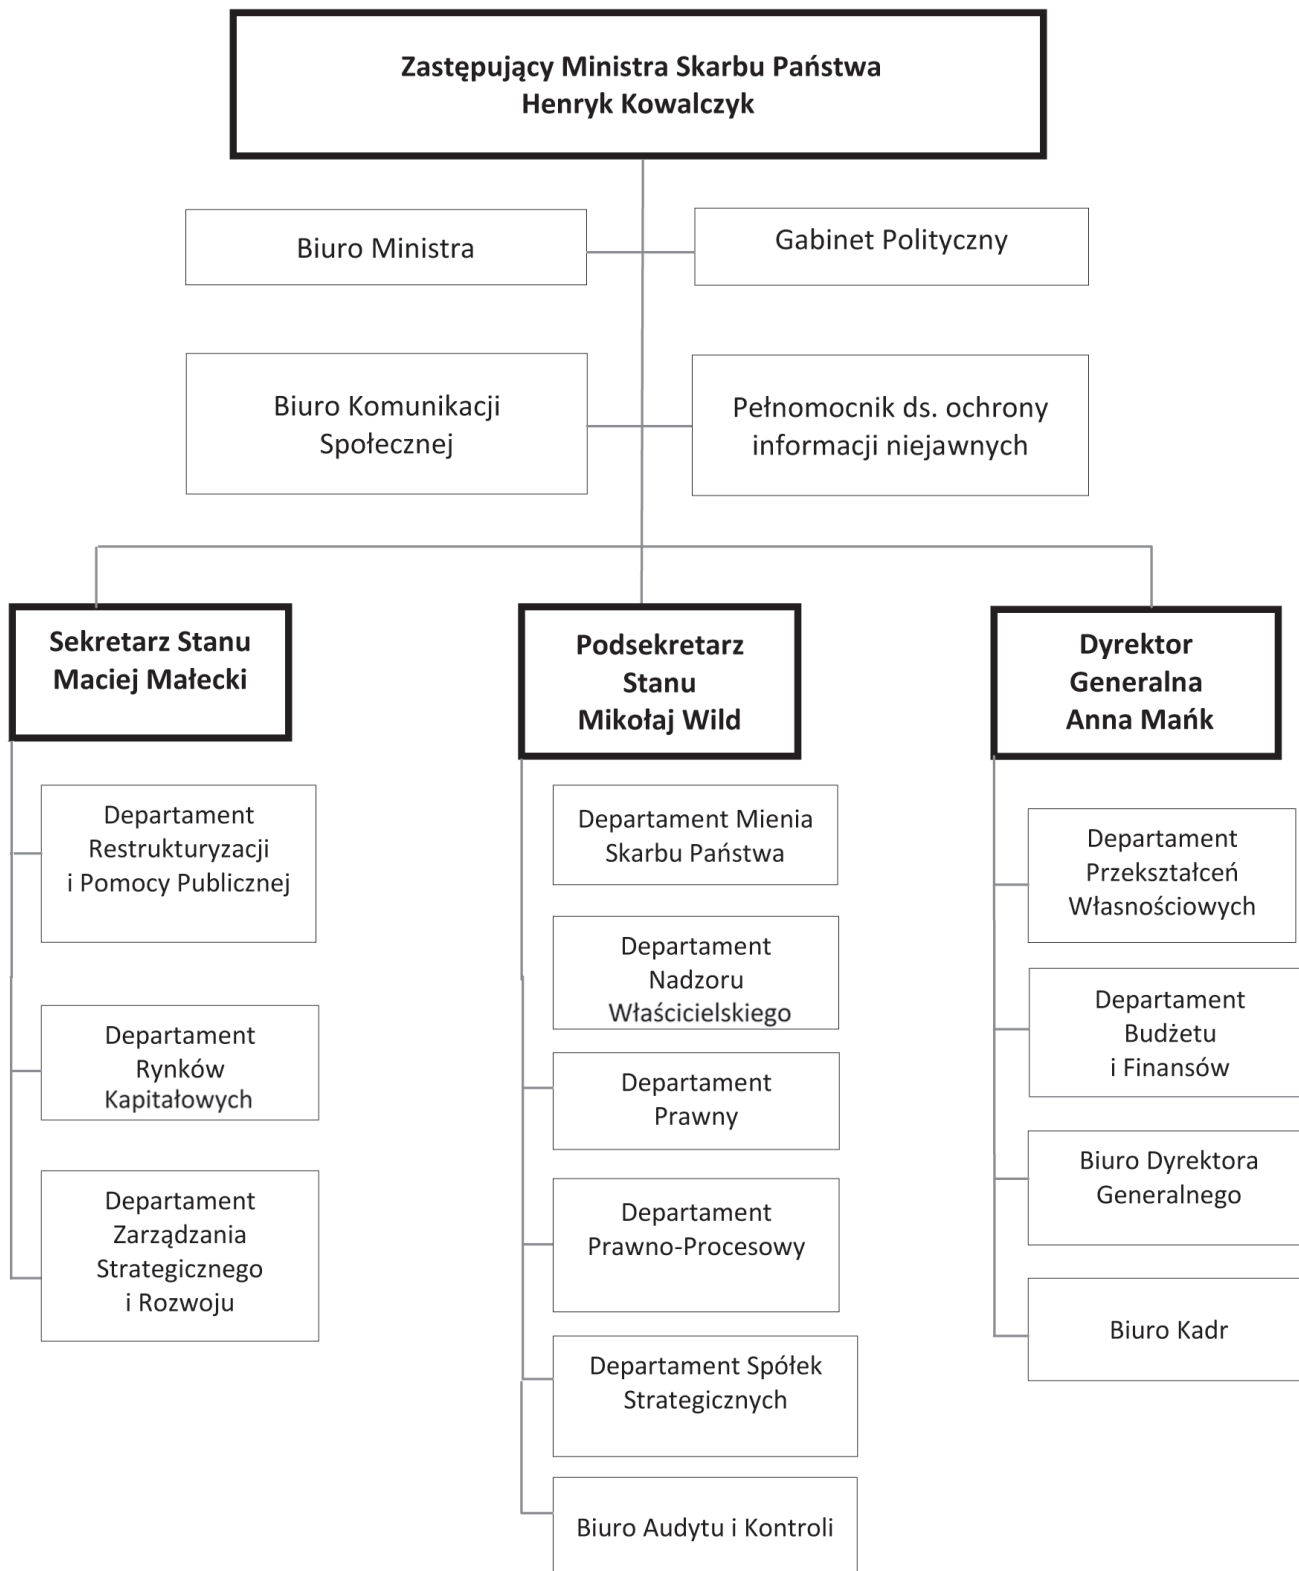 Zastępujący Ministra Skarbu Państwa
Henryk Kowalczyk
Biuro Ministra
Gabinet Polityczny
Biuro Komunikacji
Społecznej
Pełnomocnik ds. ochrony
informacji niejawnych
Sekretarz Stanu
Maciej Małecki
Departament
Restrukturyzacji
i Pomocy Publicznej
Departament
Rynków
Kapitałowych
Departament
Zarządzania
Strategicznego
i Rozwoju
Podsekretarz
Stanu
Mikołaj Wild
Departament Mienia
Skarbu Państwa
Departament
Nadzoru
Właścicielskiego
Departament
Prawny
Departament
Prawno-Procesowy
Departament Spółek
Strategicznych
Biuro Audytu i Kontroli
Dyrektor
Generalna
Anna Mańk
Departament
Przekształceń
Własnościowych
Departament
Budżetu
i Finansów
Biuro Dyrektora
Generalnego
Biuro Kadr